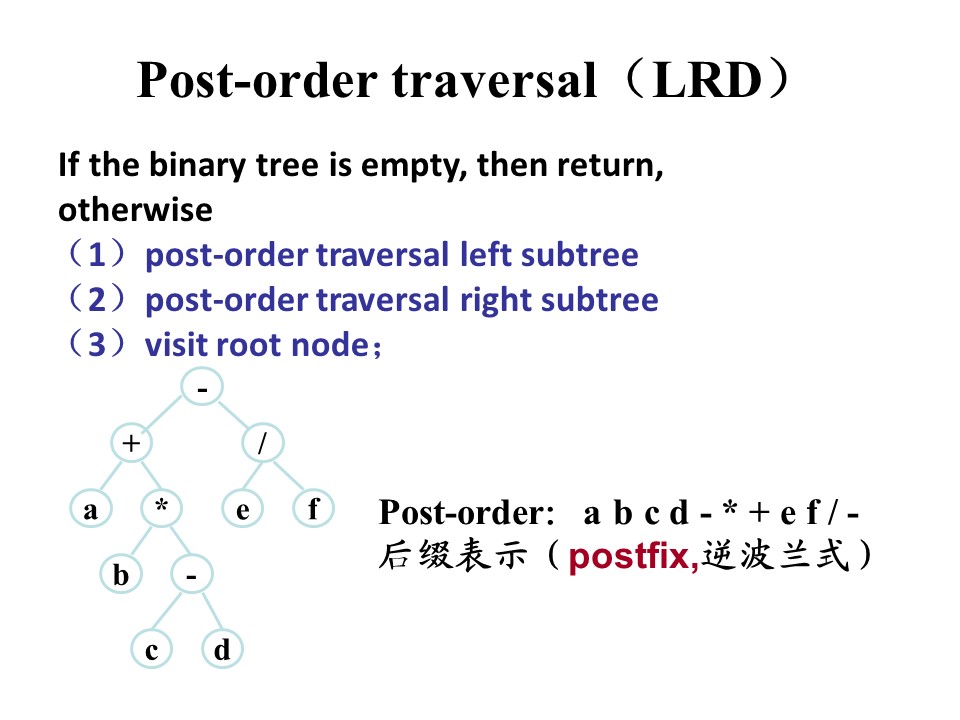 Post-order traversal（LRD）
If the binary tree is empty, then return,
otherwise
（1）post-order traversal left subtree
（2）post-order traversal right subtree
（3）visit root node；
-
+ /
a * e f
b -
c d
Post-order: a b c d - * + e f / -
后缀表示（postfix,逆波兰式）